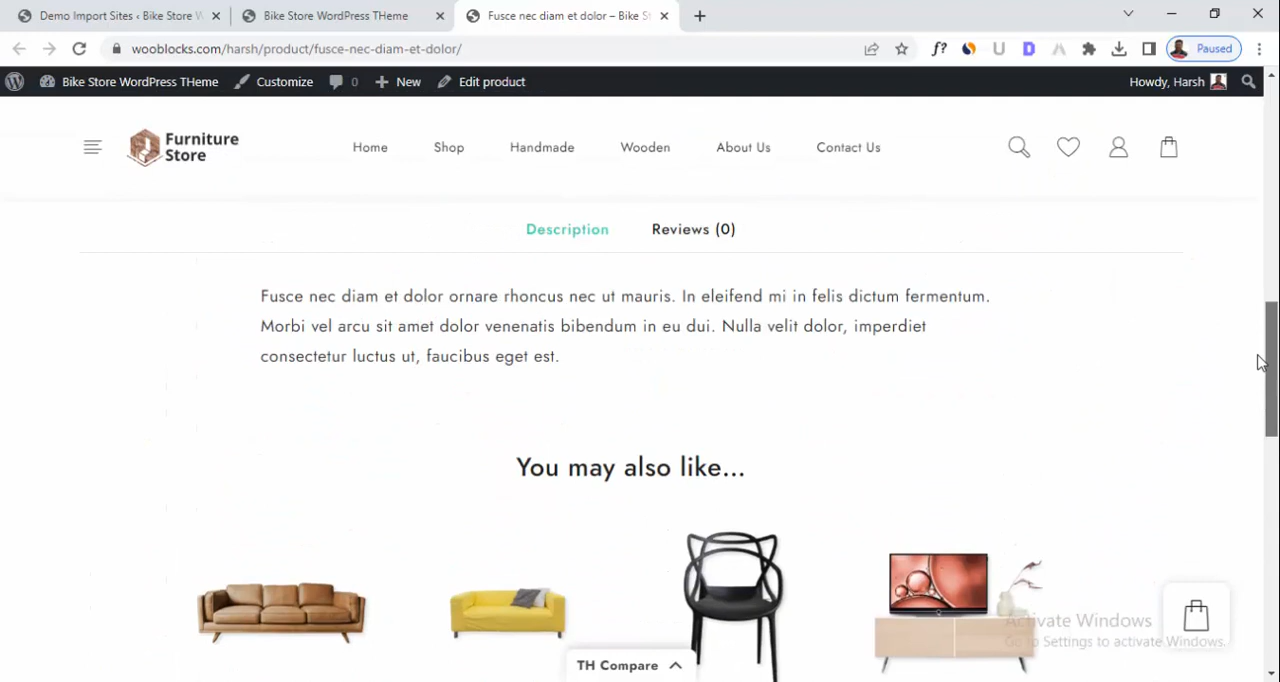 Demo Import Sites ‹ Bike Store W
Bike Store WordPress THeme
Fusce nec diam et dolor – Bike St
wooblocks.com/harsh/product/fusce-nec-diam-et-dolor/
f?
U
D
Paused
Bike Store WordPress THeme
Customize
0
New
Edit product
Howdy, Harsh
Furniture
Store
Home
Shop
Handmade
Wooden
About Us
Contact Us
Description
Reviews (0)
Fusce nec diam et dolor ornare rhoncus nec ut mauris. In eleifend mi in felis dictum fermentum.
Morbi vel arcu sit amet dolor venenatis bibendum in eu dui. Nulla velit dolor, imperdiet
consectetur luctus ut, faucibus eget est.
You may also like...
Activate Windows
Go to Settings to activate Windows.
TH Compare